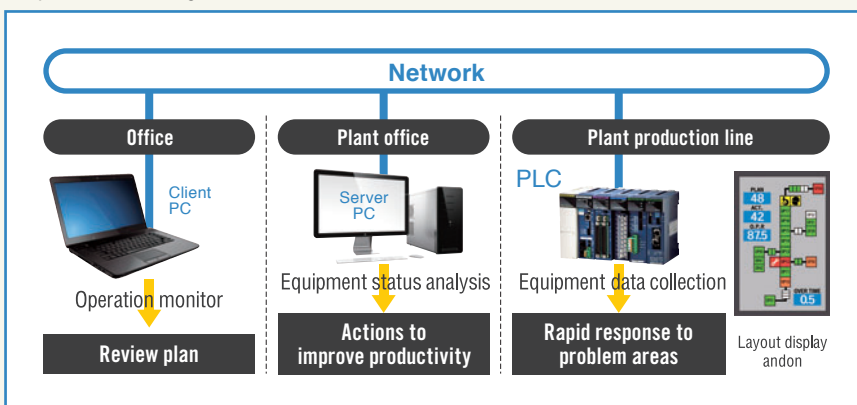 Network
Office
Plant office
Plant production line
Client
PC
Server
PC
PLC
PLAN
48
ACT.
42
O.P.R
87.5
OVER TIME
0.5
Operation monitor
Equipment status analysis
Equipment data collection
Review plan
Actions to
improve productivity
Rapid response to
problem areas
Layout display
andon